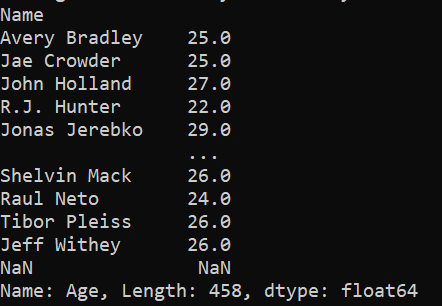 Name
Avery Bradley 25.0
Jae Crowder 25.0
John Holland 27.0
R.J. Hunter 22.0
Jonas Jerebko 29.0
...
Shelvin Mack 26.0
Raul Neto 24.0
Tibor Pleiss 26.0
Jeff Withey 26.0
NaN NaN
Name: Age, Length: 458, dtype: float64